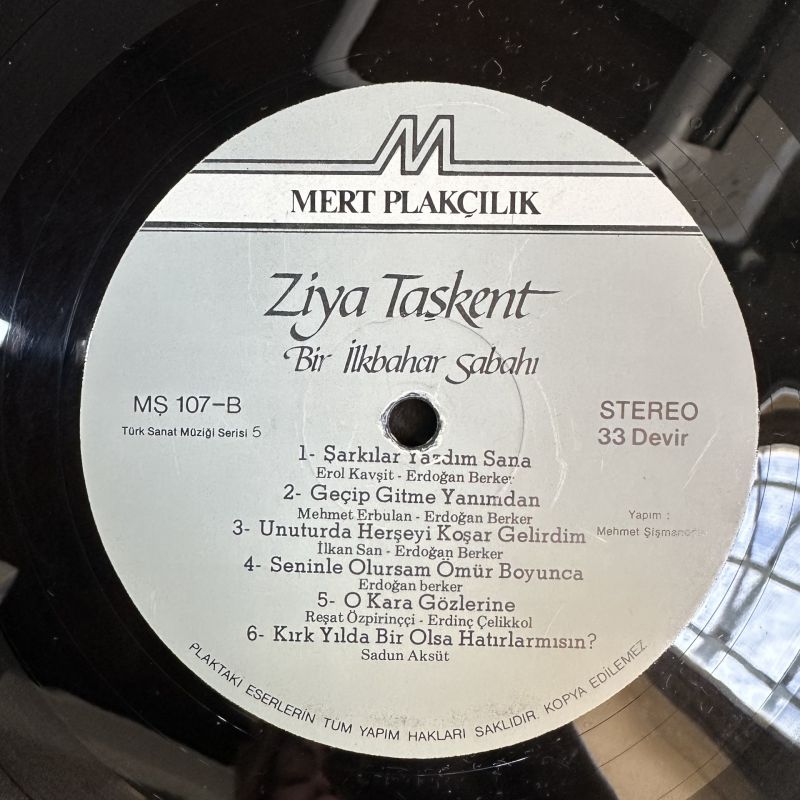 M
MERT PLAKÇILIK
Ziya Taşkent
Bir İlkbahar Sabahı
MŞ 107-B
Türk Sanat Müziği Serisi 5
STEREO
33 Devir
1- Şarkılar Yazdım Sana
Erol Kavşit - Erdoğan Berker
2- Geçip Gitme Yanımdan
Mehmet Erbulan - Erdoğan Berker
3- Unuturda Herşeyi Koşar Gelirdim
İlkan San - Erdoğan Berker
4- Seninle Olursam Ömür Boyunca
Erdoğan berker
5- O Kara Gözlerine
Reşat Özpirinççi - Erdinç Çelikkol
6- Kırk Yılda Bir Olsa Hatırlarmısın?
Sadun Aksüt
Yapım :
Mehmet
PLAKTAKİ ESERLERİN TÜM YAPIM HAKLARI SAKLIDIR. KOPYA EDİLEMEZ